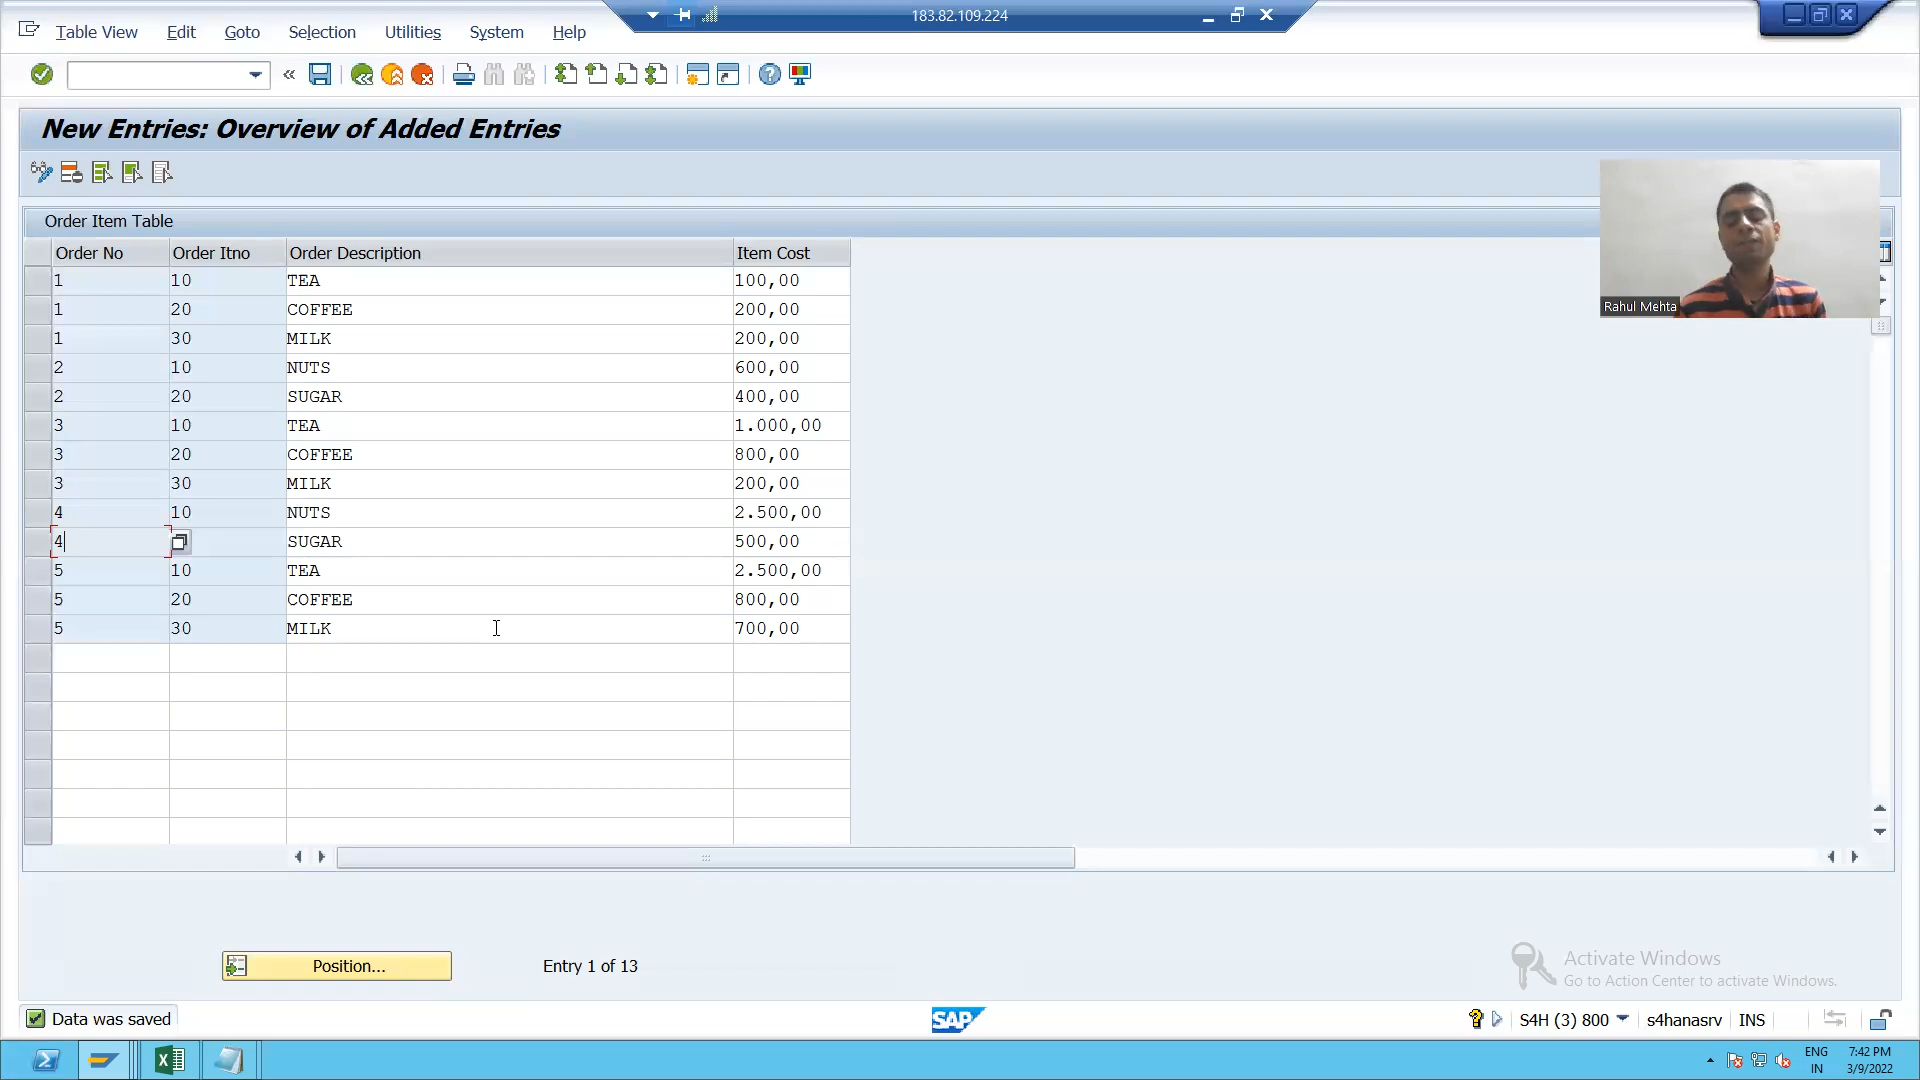 183.82.109.224
Table View Edit Goto Selection Utilities System Help
New Entries: Overview of Added Entries
Rahul Mehta
Order Item Table
Order No Order Itno Order Description Item Cost
1 10 TEA 100,00
1 20 COFFEE 200,00
1 30 MILK 200,00
2 10 NUTS 600,00
2 20 SUGAR 400,00
3 10 TEA 1.000,00
3 20 COFFEE 800,00
3 30 MILK 200,00
4 10 NUTS 2.500,00
4 SUGAR 500,00
5 10 TEA 2.500,00
5 20 COFFEE 800,00
5 30 MILK 700,00
Position... Entry 1 of 13
Activate Windows
Go to Action Center to activate Windows.
Data was saved SAP S4H (3) 800 s4hanasrv INS
ENG 7:42 PM
IN 3/9/2022